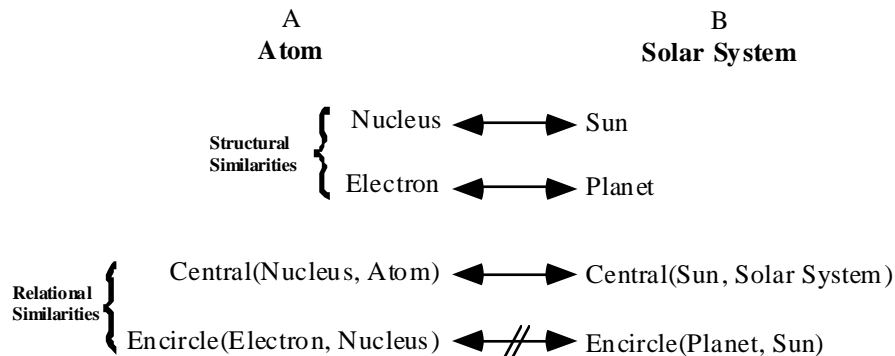 A B
Atom Solar System
Structural
Similarities
Nucleus Sun
Electron Planet
Relational
Similarities
Central(Nucleus, Atom) Central(Sun, Solar System)
Encircle(Electron, Nucleus) Encircle(Planet, Sun)